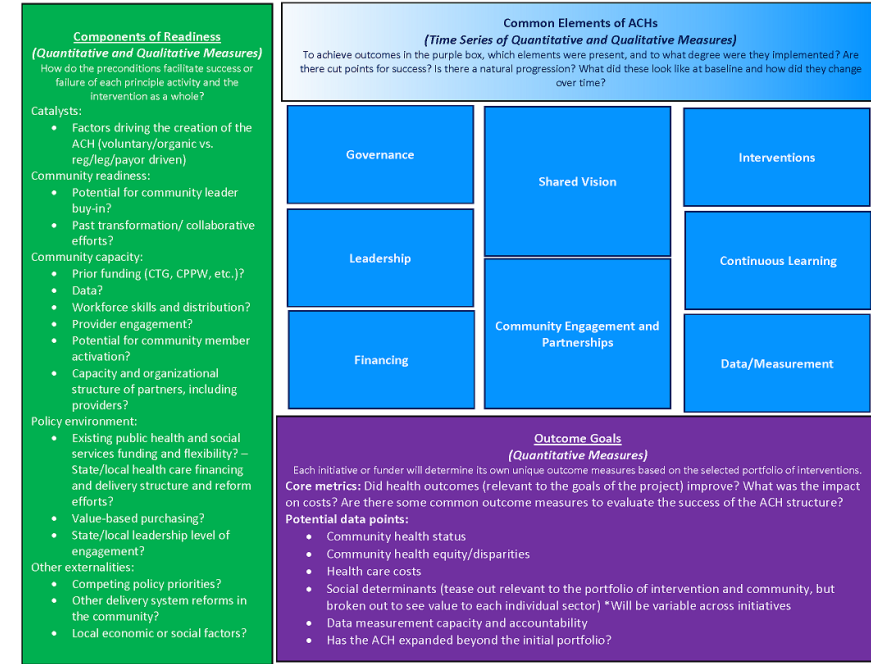 Components of Readiness
(Quantitative and Qualitative Measures)
How do the preconditions facilitate success or
failure of each principle activity and the
intervention as a whole?
Catalysts:
• Factors driving the creation of the
ACH (voluntary/organic vs.
reg/leg/payor driven)
Community readiness:
• Potential for community leader
buy-in?
• Past transformation/ collaborative
efforts?
Community capacity:
• Prior funding (CTG, CPPW, etc.)?
• Data?
• Workforce skills and distribution?
• Provider engagement?
• Potential for community member
activation?
• Capacity and organizational
structure of partners, including
providers?
Policy environment:
• Existing public health and social
services funding and flexibility? –
State/local health care financing
and delivery structure and reform
efforts?
• Value-based purchasing?
• State/local leadership level of
engagement?
Other externalities:
• Competing policy priorities?
• Other delivery system reforms in
the community?
• Local economic or social factors?
Common Elements of ACHs
(Time Series of Quantitative and Qualitative Measures)
To achieve outcomes in the purple box, which elements were present, and to what degree were they implemented? Are
there cut points for success? Is there a natural progression? What did these look like at baseline and how did they change
over time?
Governance
Leadership
Financing
Shared Vision
Community Engagement and
Partnerships
Interventions
Continuous Learning
Data/Measurement
Outcome Goals
(Quantitative Measures)
Each initiative or funder will determine its own unique outcome measures based on the selected portfolio of interventions.
Core metrics: Did health outcomes (relevant to the goals of the project) improve? What was the impact
on costs? Are there some common outcome measures to evaluate the success of the ACH structure?
Potential data points:
• Community health status
• Community health equity/disparities
• Health care costs
• Social determinants (tease out relevant to the portfolio of intervention and community, but
broken out to see value to each individual sector) *Will be variable across initiatives
• Data measurement capacity and accountability
• Has the ACH expanded beyond the initial portfolio?